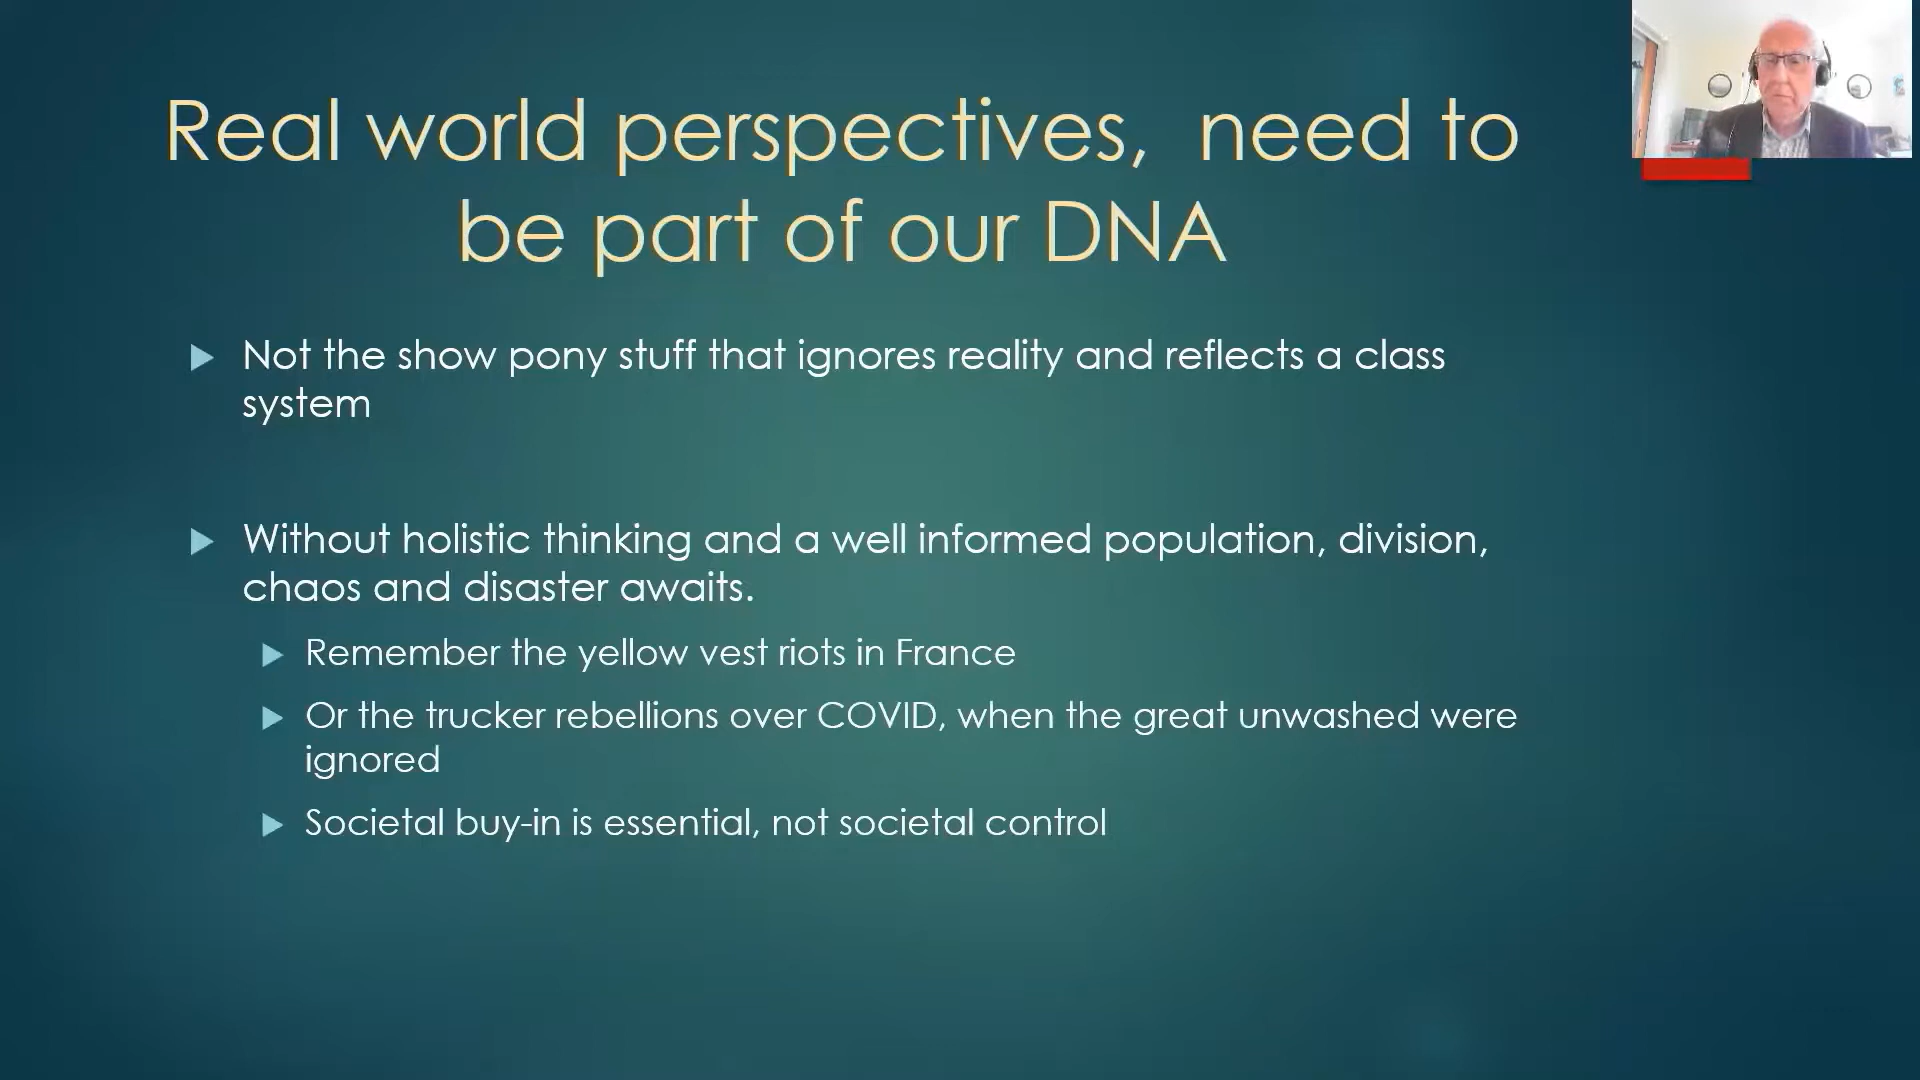 Real world perspectives,  need to
be part of our DNA
Not the show pony stuff that ignores reality and reflects a class
system
Without holistic thinking and a well informed population, division,
chaos and disaster awaits.
Remember the yellow vest riots in France
Or the trucker rebellions over COVID, when the great unwashed were
ignored
Societal buy-in is essential, not societal control